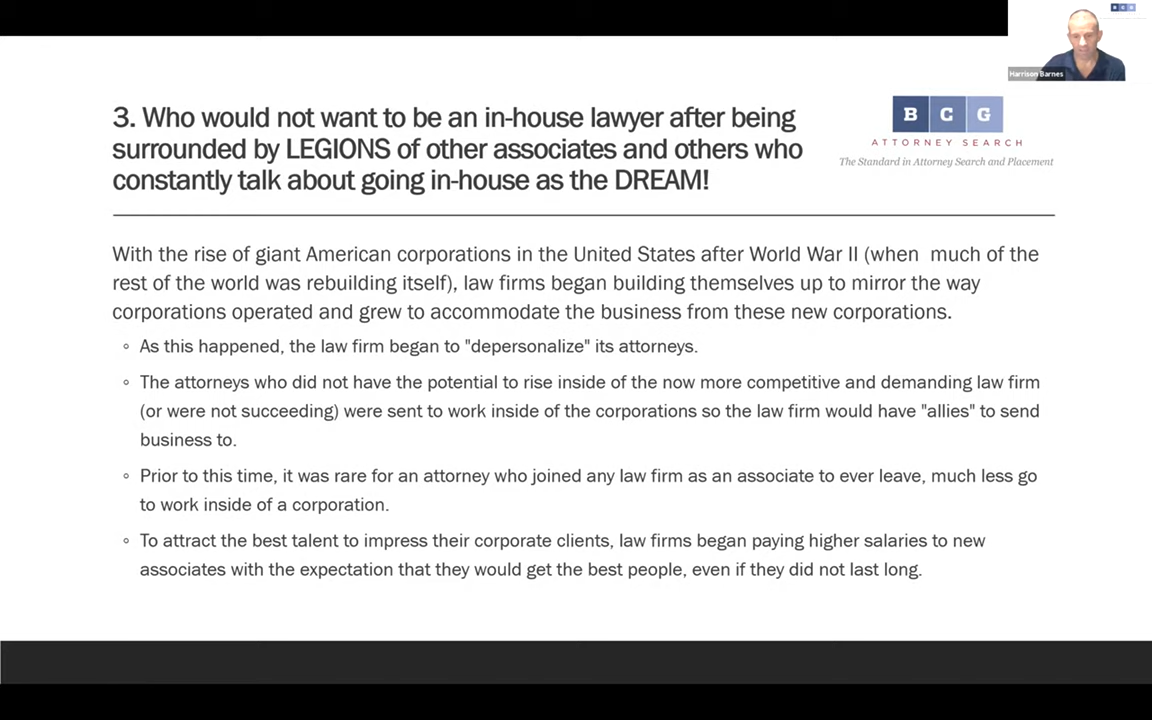 B C G
Harrison Barnes
3. Who would not want to be an in-house lawyer after being
surrounded by LEGIONS of other associates and others who
constantly talk about going in-house as the DREAM!
B C G
ATTORNEY SEARCH
The Standard in Attorney Search and Placement
With the rise of giant American corporations in the United States after World War II (when much of the
rest of the world was rebuilding itself), law firms began building themselves up to mirror the way
corporations operated and grew to accommodate the business from these new corporations.
◦ As this happened, the law firm began to "depersonalize" its attorneys.
◦ The attorneys who did not have the potential to rise inside of the now more competitive and demanding law firm
(or were not succeeding) were sent to work inside of the corporations so the law firm would have "allies" to send
business to.
◦ Prior to this time, it was rare for an attorney who joined any law firm as an associate to ever leave, much less go
to work inside of a corporation.
◦ To attract the best talent to impress their corporate clients, law firms began paying higher salaries to new
associates with the expectation that they would get the best people, even if they did not last long.